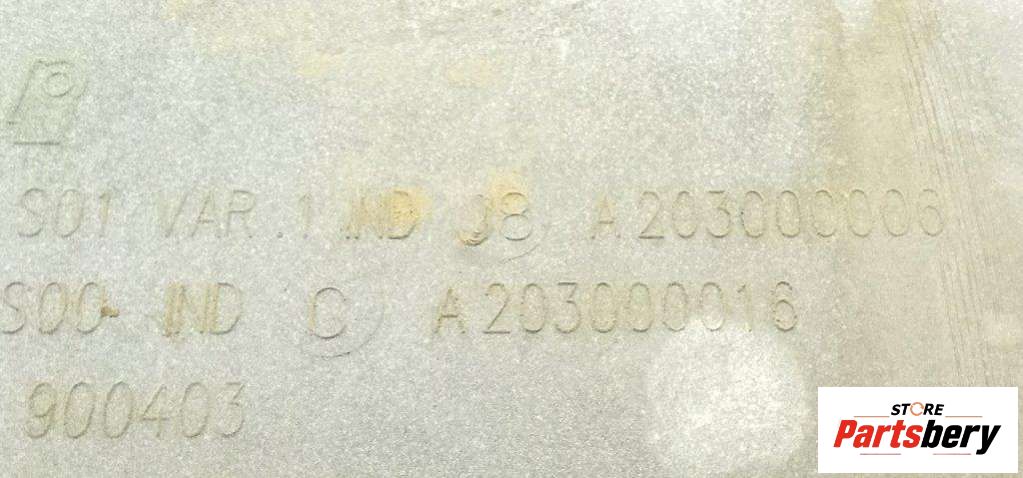 S01 VAR.1 IND 08 A203000006
S00 IND C A203000016
900403
STORE
Partsbery